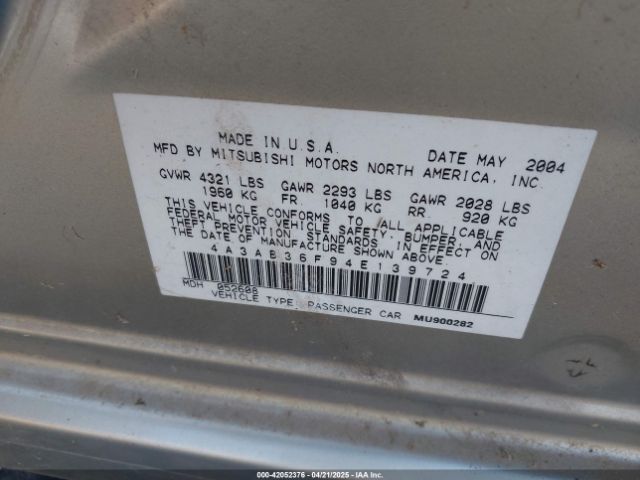 MADE IN U.S.A. DATE MAY 2004
MFD BY MITSUBISHI MOTORS NORTH AMERICA, INC.
GVWR 4321 LBS GAWR 2293 LBS GAWR 2028 LBS
1960 KG FR. 1040 KG RR. 920 KG
THIS VEHICLE CONFORMS TO ALL APPLICABLE
FEDERAL MOTOR VEHICLE SAFETY, BUMPER, AND
THEFT PREVENTION STANDARDS IN EFFECT ON
THE DATE OF MANUFACTURE SHOWN ABOVE
4A3AB36F94E139724
MDH 052608
VEHICLE TYPE: PASSENGER CAR MU900282
000-42052376 - 04/21/2025 - IAAI Owned